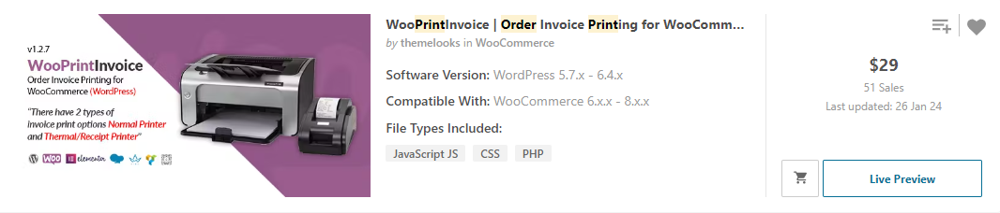 v1.2.7
WooPrintInvoice
Order Invoice Printing for
WooCommerce (WordPress)
"There have 2 types of
invoice print options Normal Printer
and Thermal/Receipt Printer"
WOO elementor
WooPrintInvoice | Order Invoice Printing for WooComm...
by themelooks in WooCommerce
Software Version: WordPress 5.7.x - 6.4.x
Compatible With: WooCommerce 6.x.x - 8.x.x
File Types Included:
JavaScript JS CSS PHP
$29
51 Sales
Last updated: 26 Jan 24
Live Preview